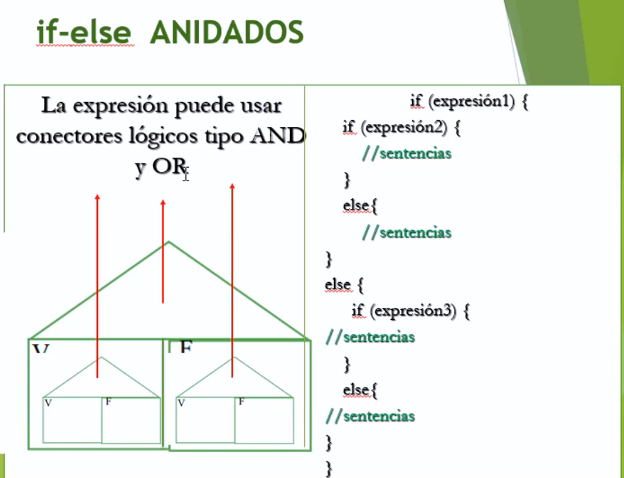 if-else ANIDADOS
La expresión puede usar
conectores lógicos tipo AND
y OR
V
F
V
F
V
F
if (expresión1) {
if (expresión2) {
//sentencias
}
else{
//sentencias
}
else {
if (expresión3) {
//sentencias
}
else{
//sentencias
}
}